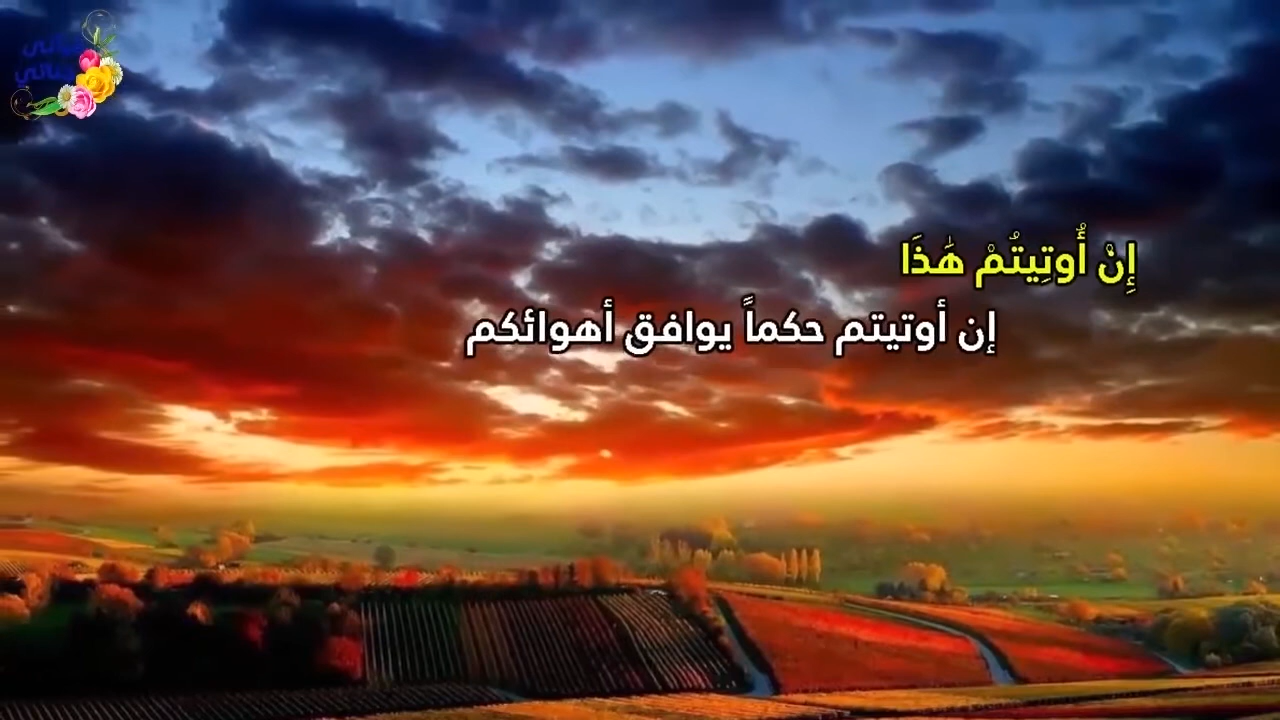 إِنْ أُوتِيتُمْ هَٰذَا
إن أوتيتم حكماً يوافق أهوائكم